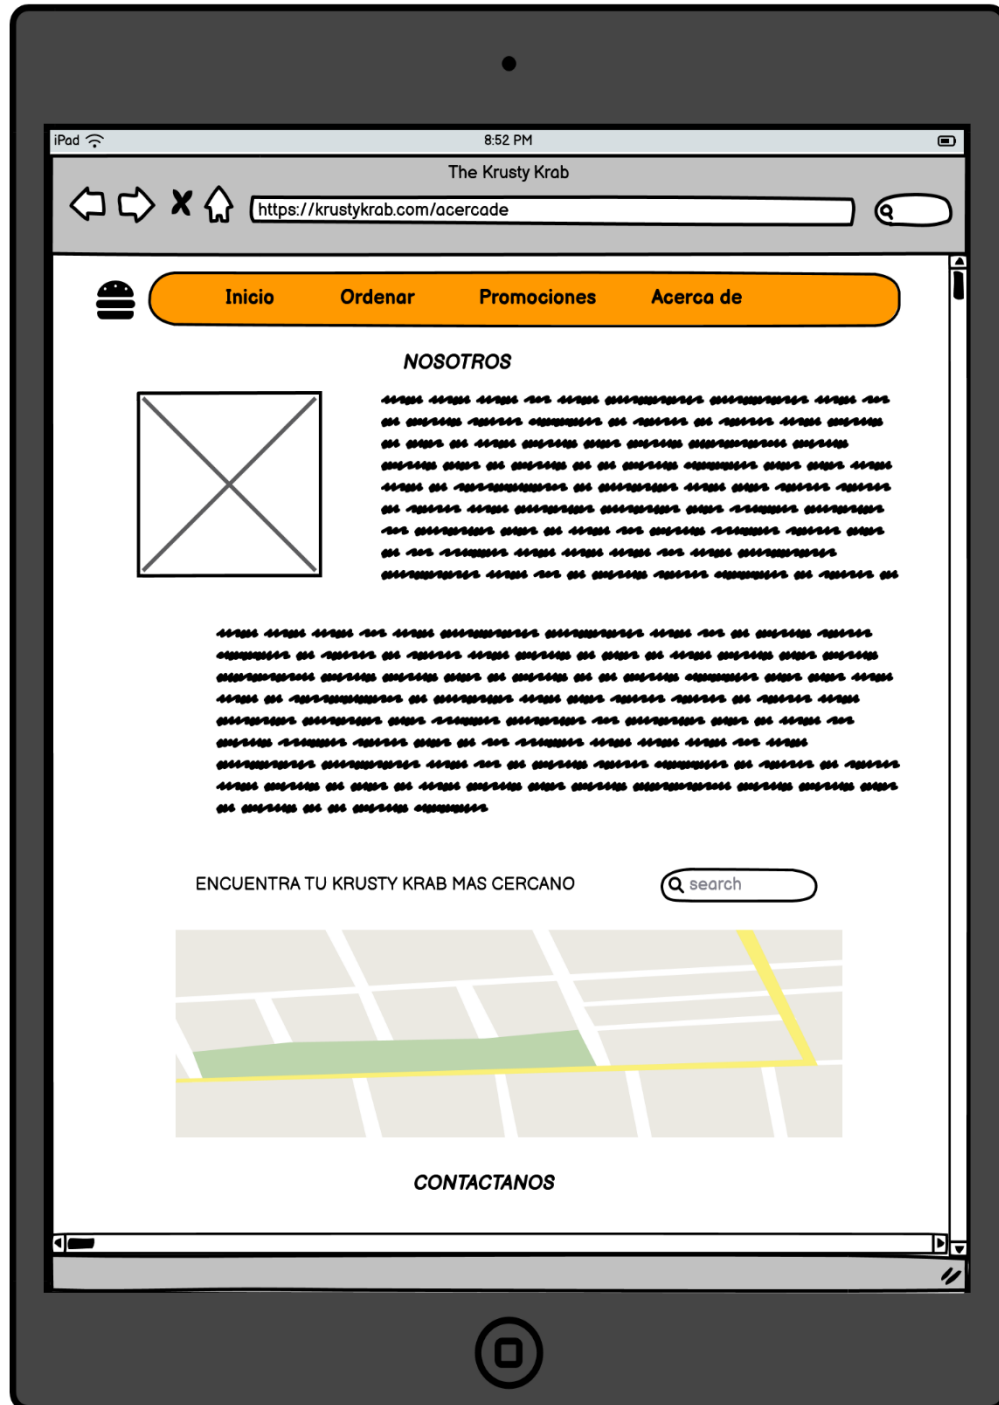 iPad
8:52 PM
The Krusty Krab
https://krustykrab.com/acercade
Inicio Ordenar Promociones Acerca de
NOSOTROS
ENCUENTRA TU KRUSTY KRAB MAS CERCANO
search
CONTACTANOS